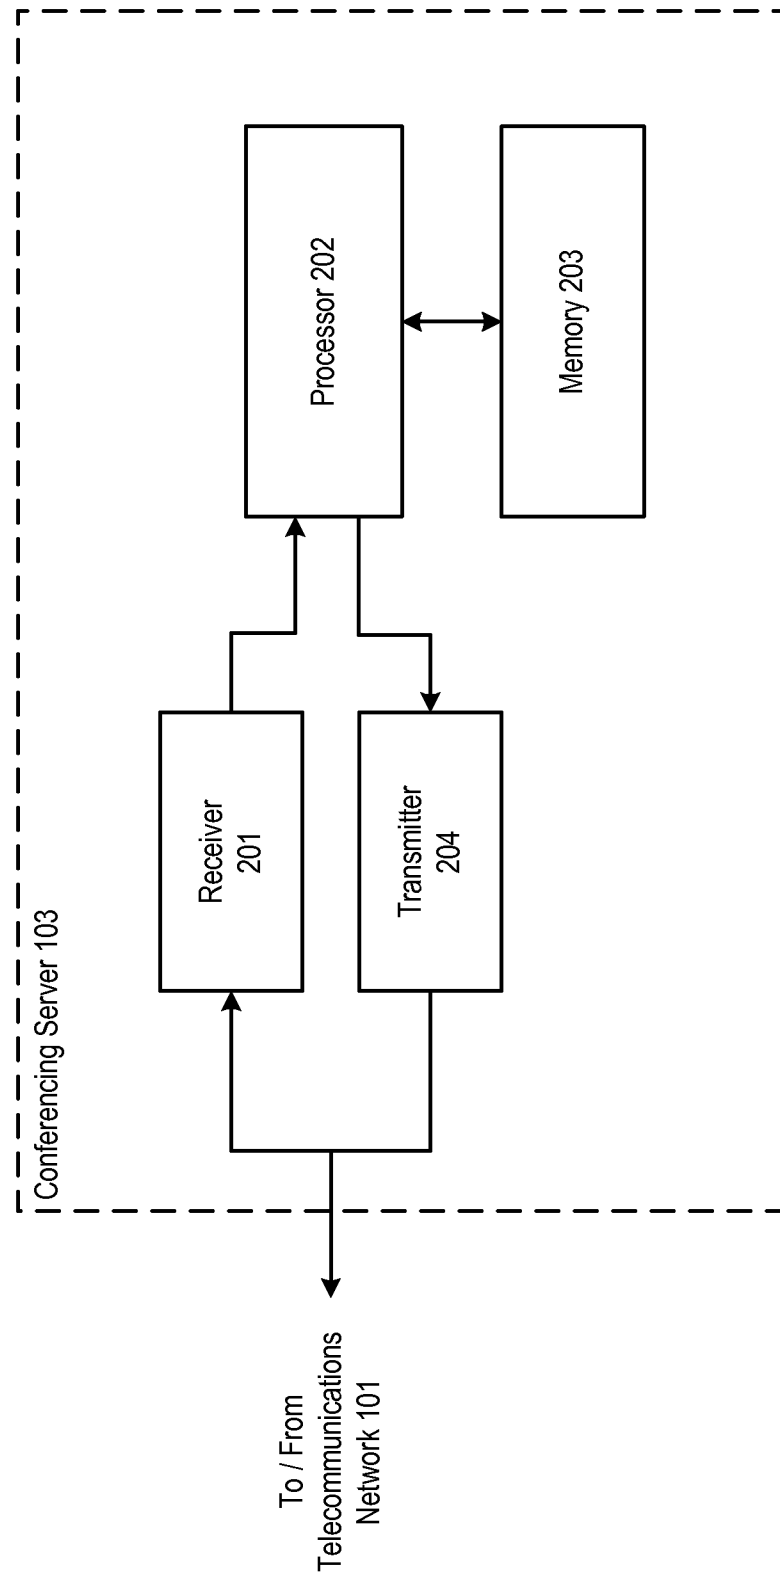 Conferencing Server 103
To / From
Telecommunications
Network 101
Receiver
201
Transmitter
204
Processor 202
Memory 203